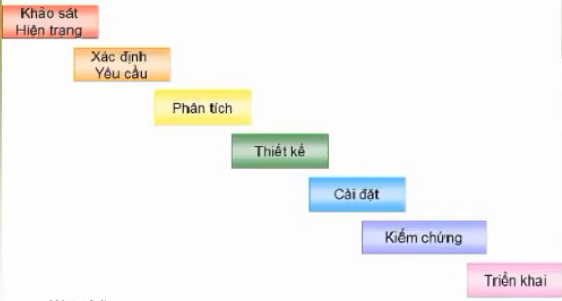 Khảo sát
Hiện trạng
Xác định
Yêu cầu
Phân tích
Thiết kế
Cài đặt
Kiểm chứng
Triển khai